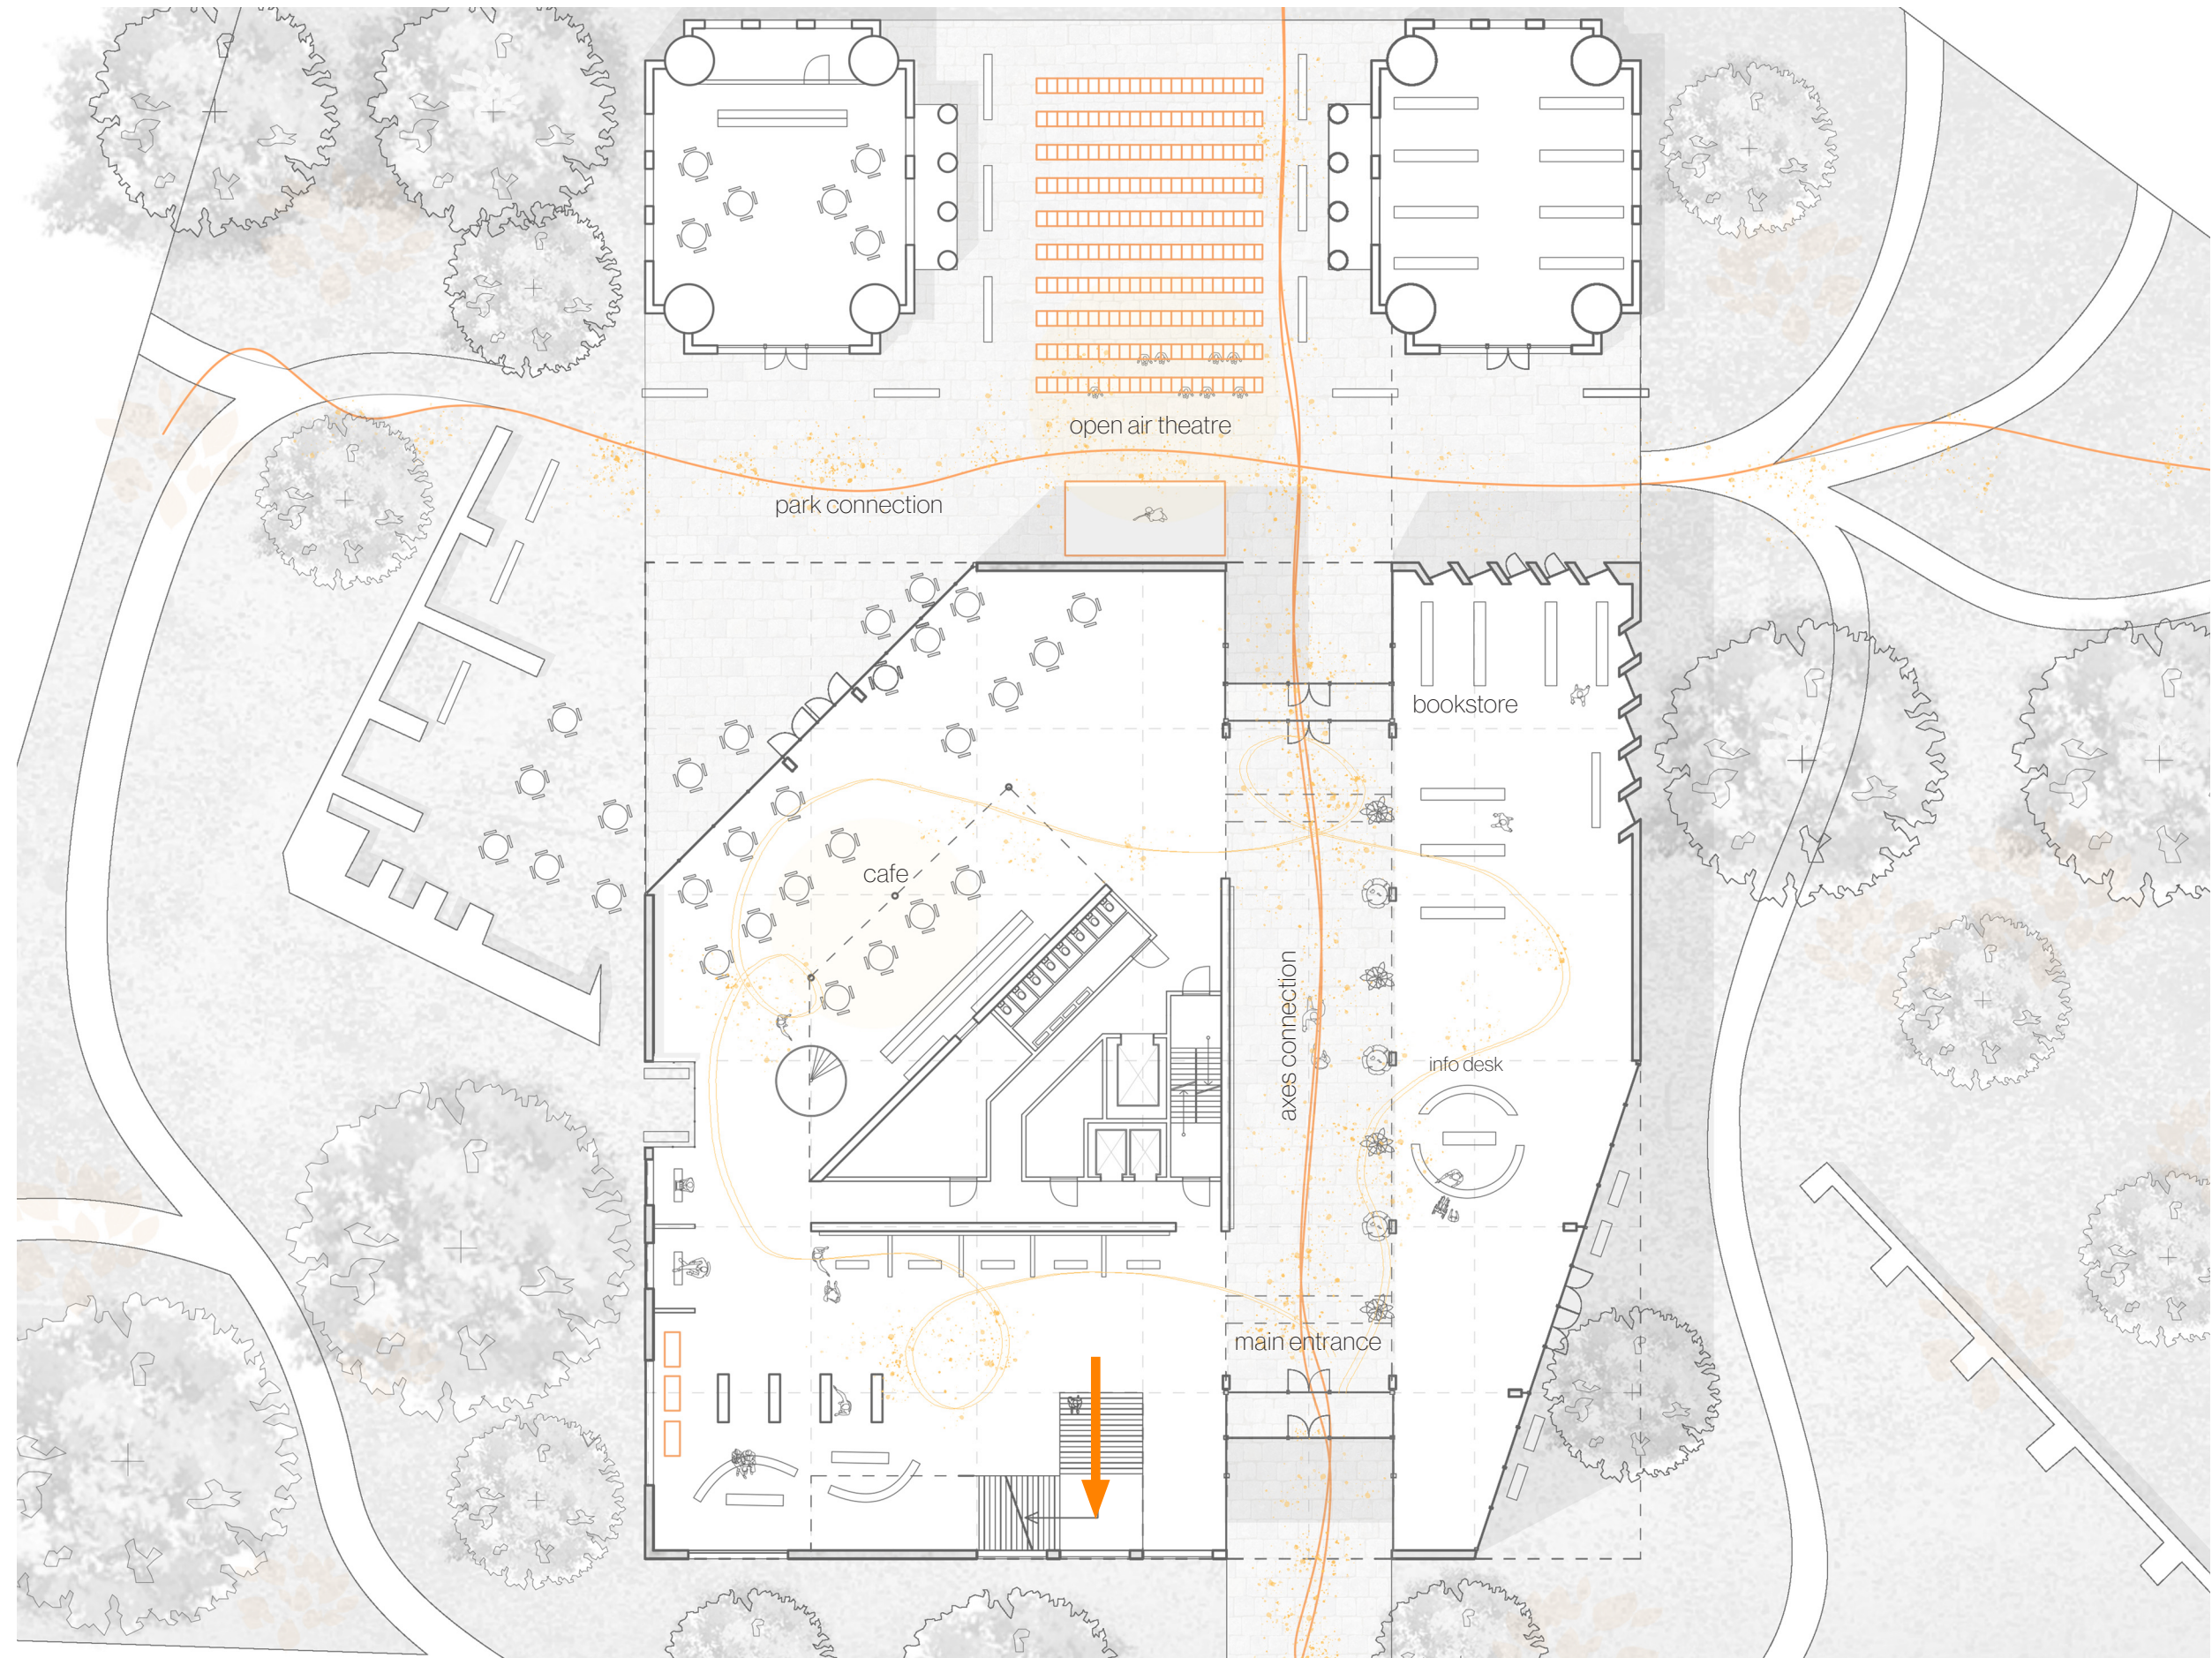 open air theatre
park connection
bookstore
cafe
axes connection
info desk
main entrance